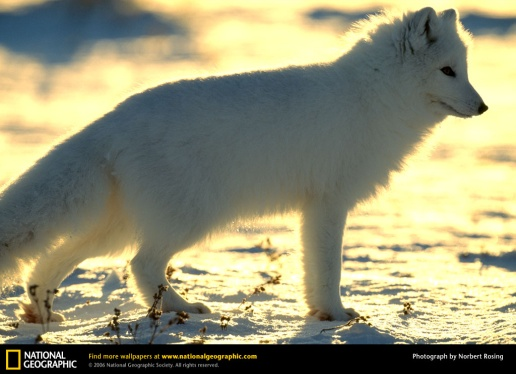 NATIONAL
GEOGRAPHIC
Find more wallpapers at www.nationalgeographic.com
© 2006 National Geographic Society. All rights reserved.
Photograph by Norbert Rosing